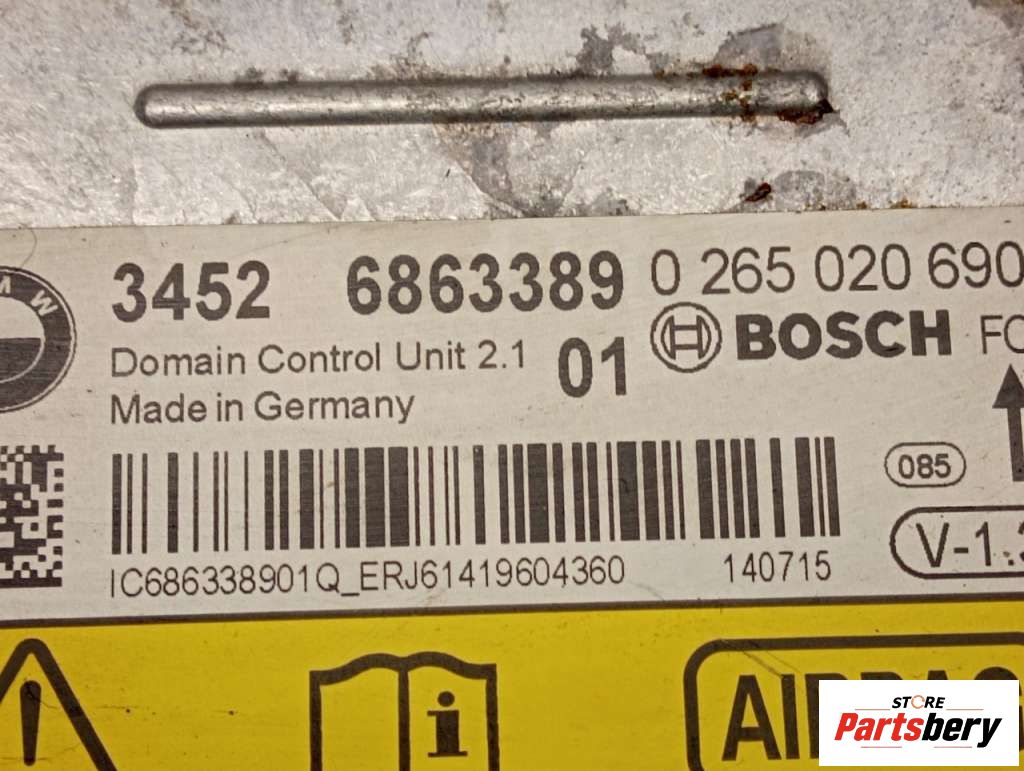 3452 6863389 0 265 020 690
Domain Control Unit 2.1 01 BOSCH
Made in Germany
085
IC686338901Q_ERJ61419604360 140715
STORE
Partsbery